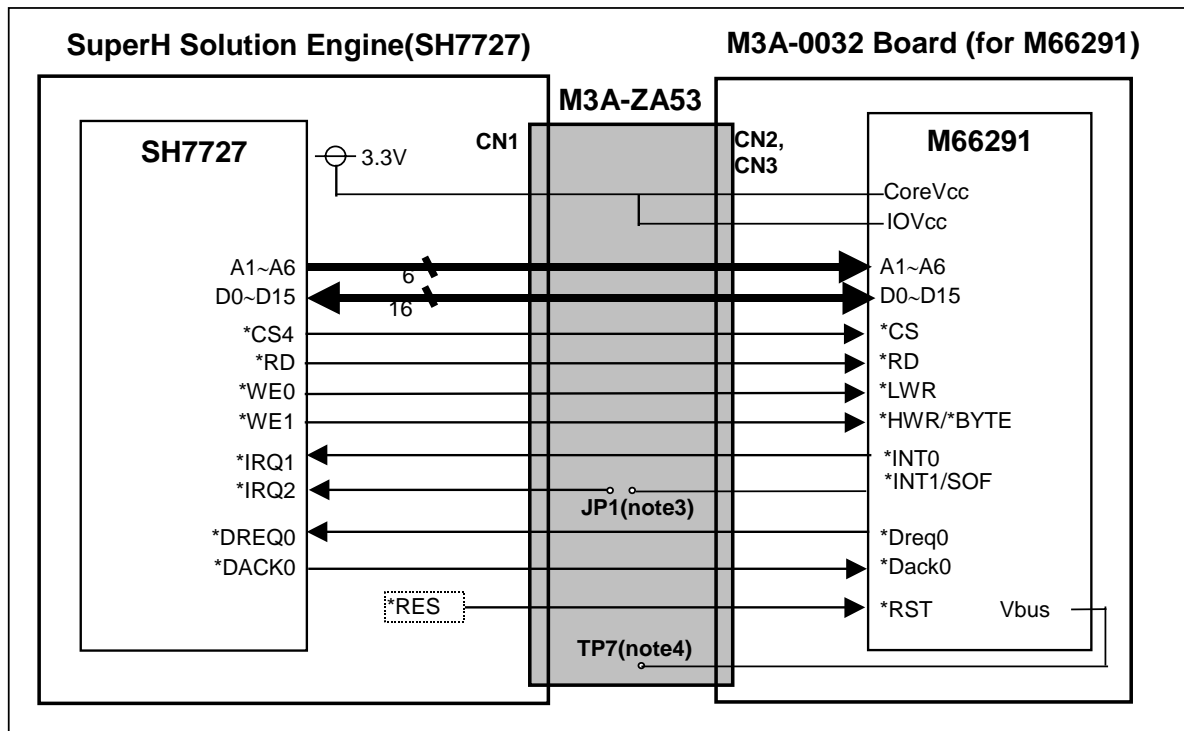 SuperH Solution Engine(SH7727)
M3A-0032 Board (for M66291)
M3A-ZA53
SH7727
3.3V
CN1
CN2,
CN3
M66291
CoreVcc
IOVcc
A1~A6
6
A1~A6
D0~D15
16
D0~D15
*CS4
*CS
*RD
*RD
*WE0
*LWR
*WE1
*HWR/*BYTE
*IRQ1
*INT0
*IRQ2
JP1(note3)
*INT1/SOF
*DREQ0
*Dreq0
*DACK0
*Dack0
*RES
*RST
Vbus
TP7(note4)